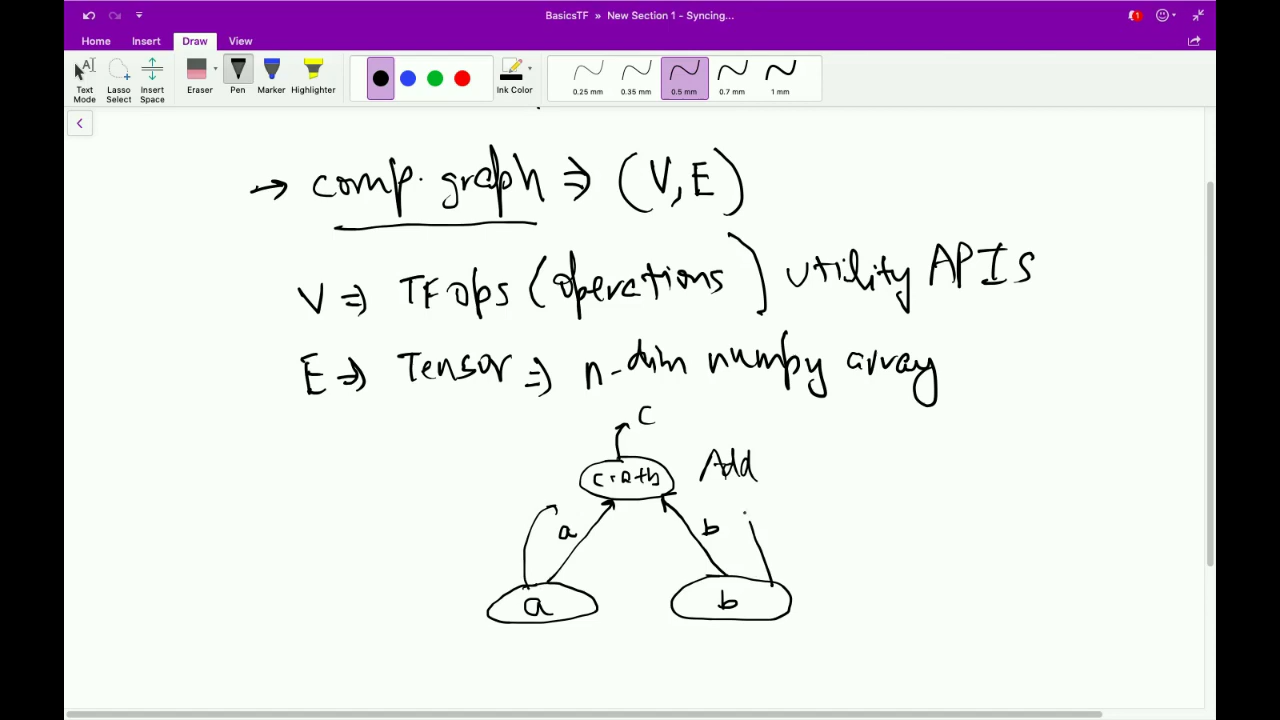 BasicsTF » New Section 1 - Syncing...
1
Home Insert Draw View
Text Mode Lasso Select Insert Space Eraser Pen Marker Highlighter Ink Color 0.25 mm 0.35 mm 0.5 mm 0.7 mm 1 mm
→ comp. graph ⇒ (V, E)
V ⇒ TF ops (operations) utility APIs
E ⇒ Tensor ⇒ n-dim numpy array
c
c = a+b Add
a b
a b